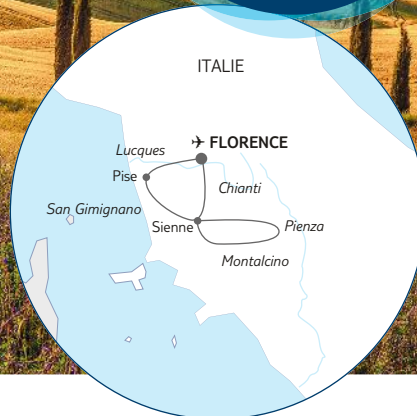 ITALIE
✈ FLORENCE
Lucques
Pise
Chianti
San Gimignano
Sienne
Pienza
Montalcino